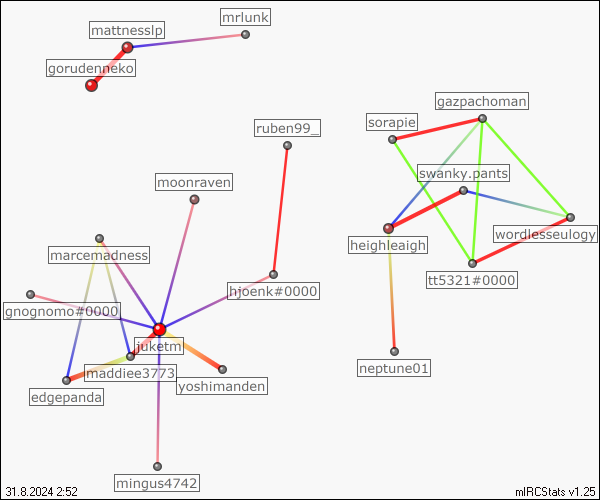 mrlunk
mattnesslp
gorudenneko
gazpachoman
sorapie
ruben99_
swanky.pants
moonraven
wordlesseulogy
heighleaigh
marcemadness
tt5321#0000
hjoenk#0000
gnognomo#0000
juketm
neptune01
maddiee3773
yoshimanden
edgepanda
mingus4742
31.8.2024 2:52
mIRCStats v1.25